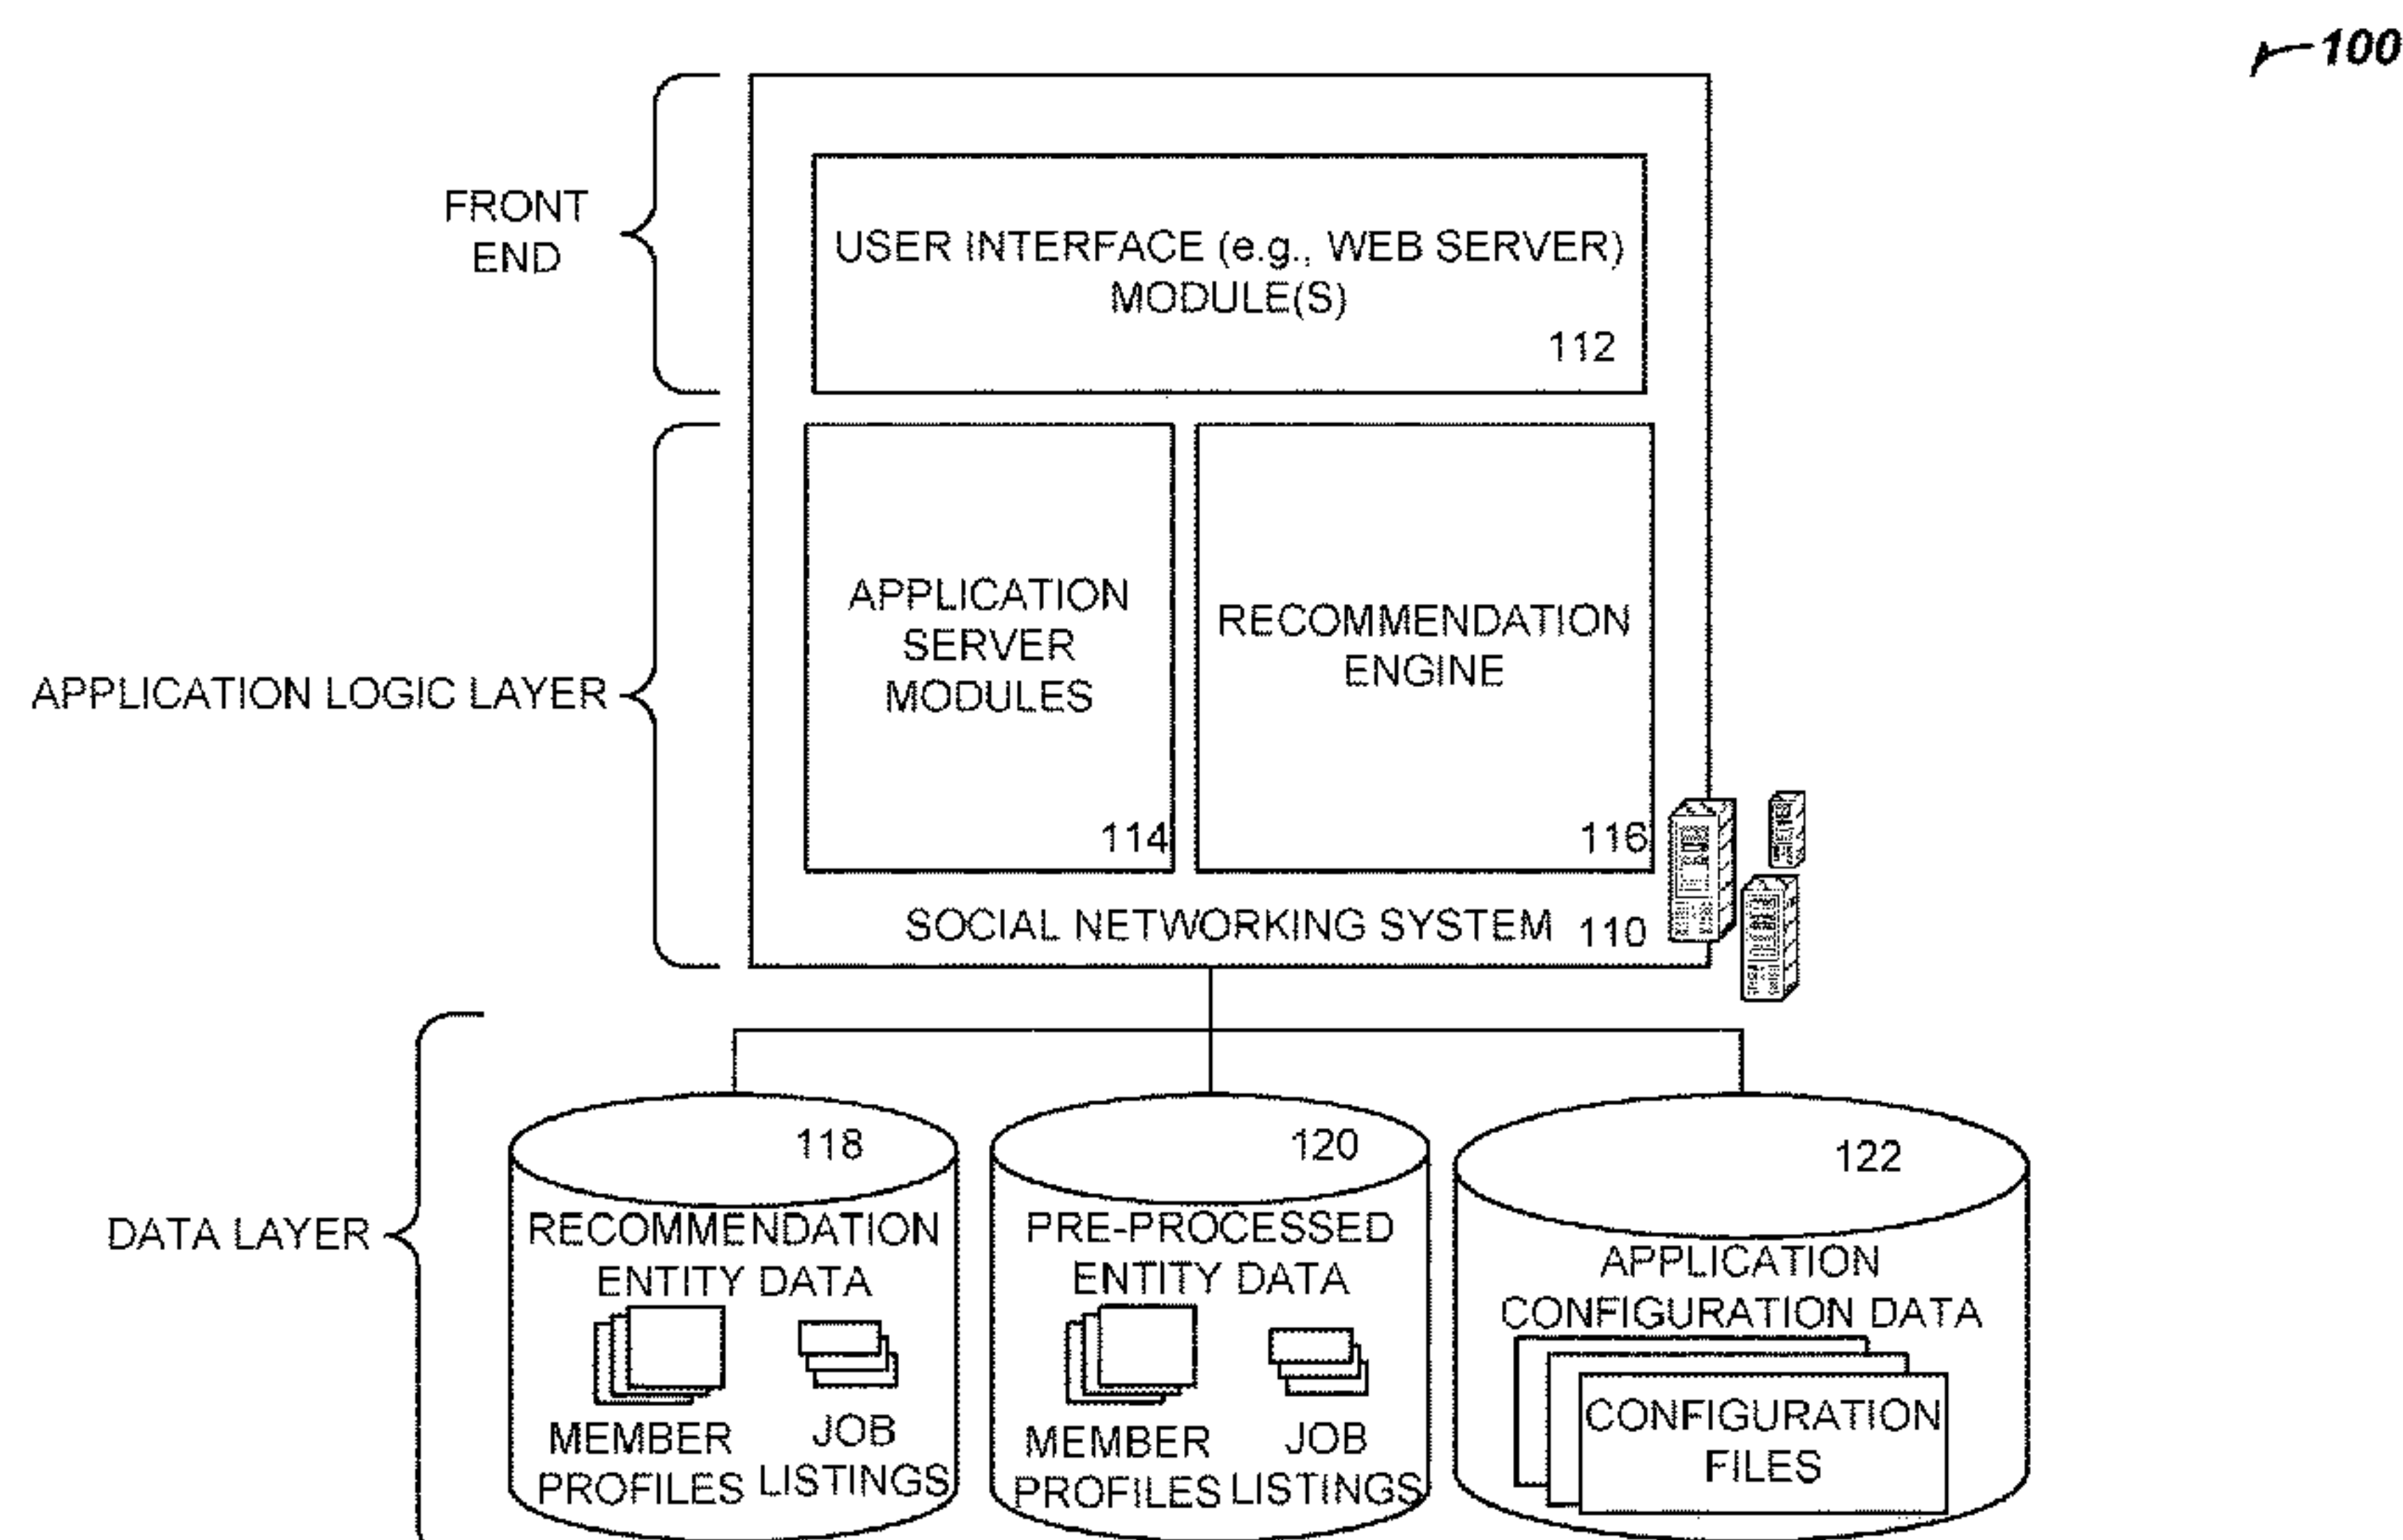 100
FRONT
END
USER INTERFACE (e.g., WEB SERVER)
MODULE(S)
112
APPLICATION LOGIC LAYER
APPLICATION
SERVER
MODULES
114
RECOMMENDATION
ENGINE
116
SOCIAL NETWORKING SYSTEM 110
DATA LAYER
118
RECOMMENDATION
ENTITY DATA
MEMBER
PROFILES
JOB
LISTINGS
120
PRE-PROCESSED
ENTITY DATA
MEMBER
PROFILES
JOB
LISTINGS
122
APPLICATION
CONFIGURATION DATA
CONFIGURATION
FILES